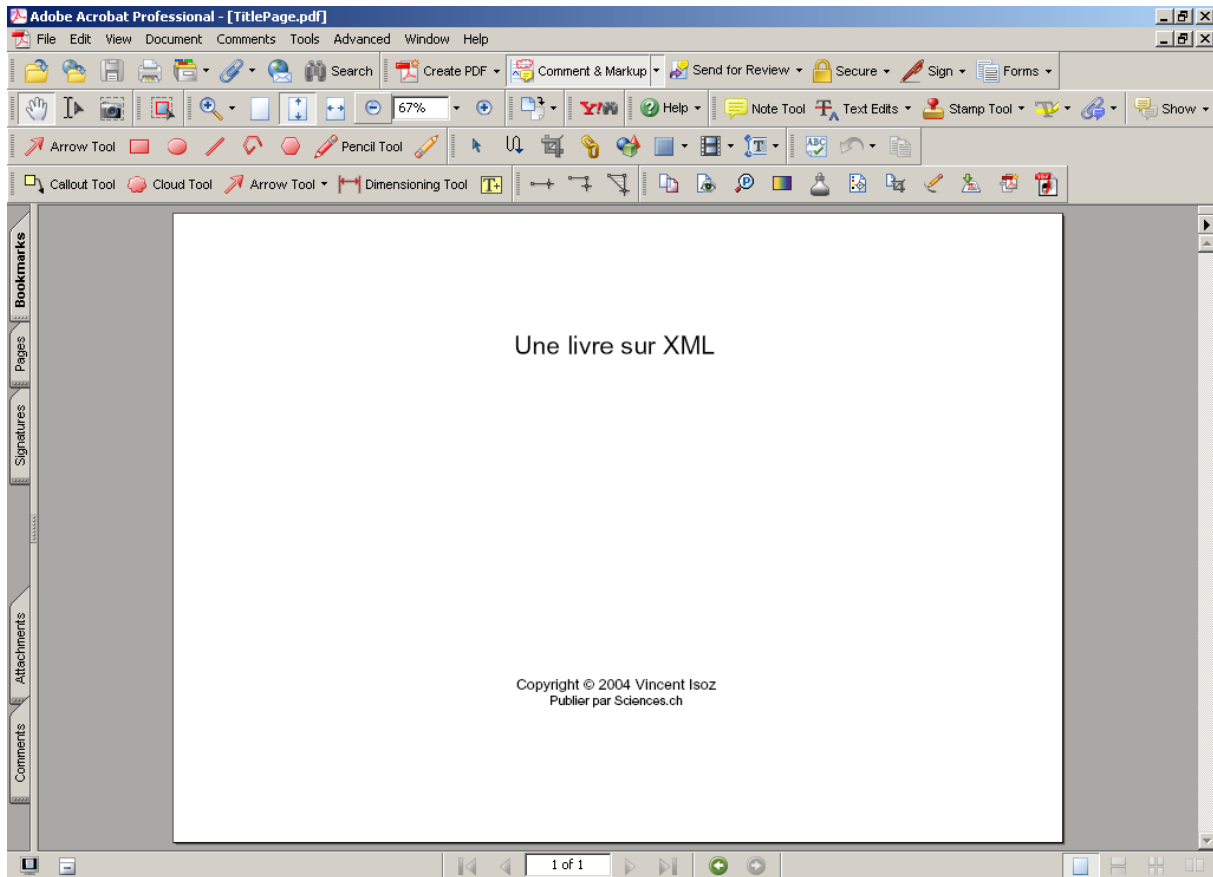 Adobe Acrobat Professional - [TitlePage.pdf]
File Edit View Document Comments Tools Advanced Window Help
Search Create PDF Comment & Markup Send for Review Secure Sign Forms
67% Y! Help Note Tool Text Edits Stamp Tool Show
Arrow Tool Pencil Tool ABC
Callout Tool Cloud Tool Arrow Tool Dimensioning Tool T+
Bookmarks
Pages
Signatures
Attachments
Comments
Une livre sur XML
Copyright © 2004 Vincent Isoz
Publier par Sciences.ch
1 of 1